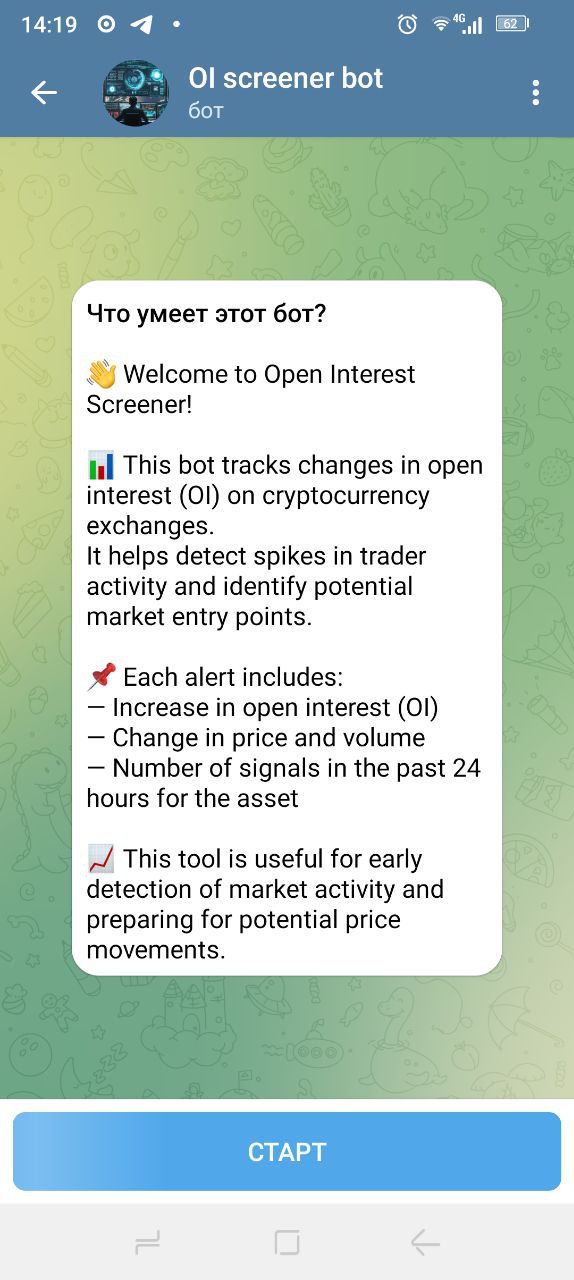 14:19
4G
62
OI screener bot
бот
Что умеет этот бот?
👋 Welcome to Open Interest
Screener!
📊 This bot tracks changes in open
interest (OI) on cryptocurrency
exchanges.
It helps detect spikes in trader
activity and identify potential
market entry points.
📌 Each alert includes:
— Increase in open interest (OI)
— Change in price and volume
— Number of signals in the past 24
hours for the asset
📈 This tool is useful for early
detection of market activity and
preparing for potential price
movements.
СТАРТ